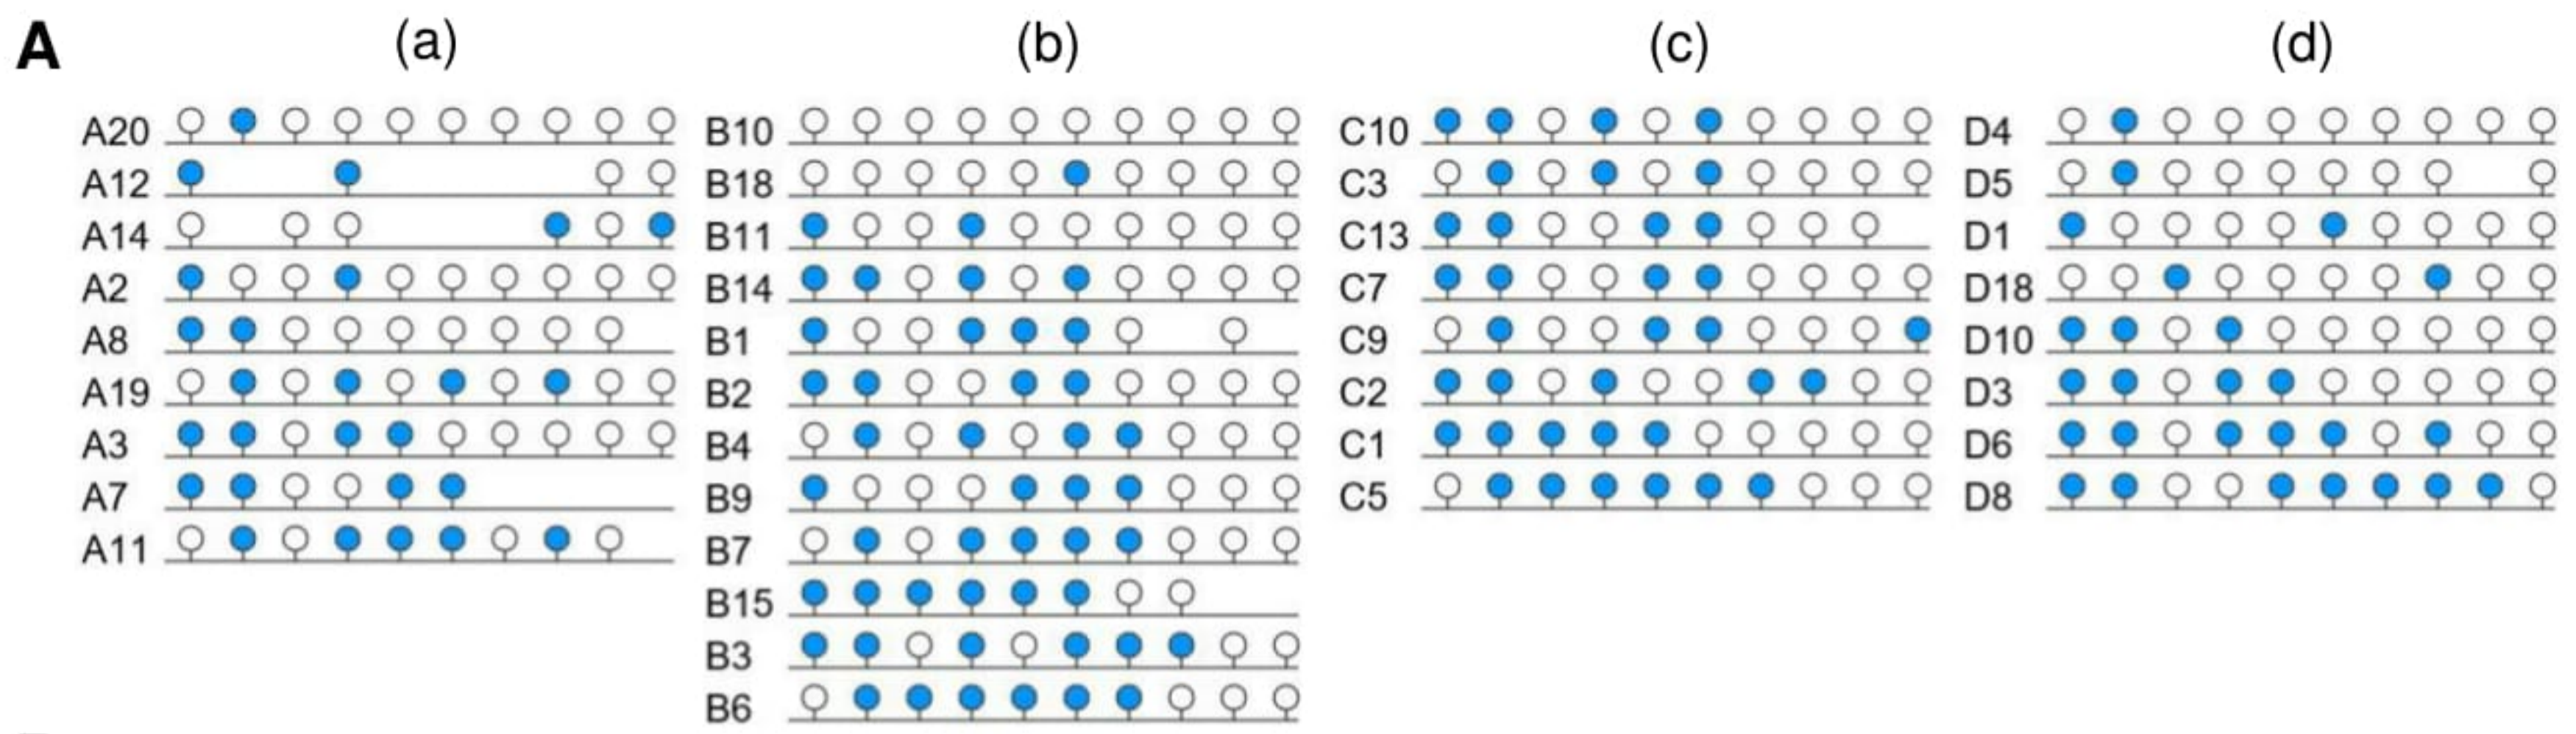 A (a) (b) (c) (d)
A20 B10 C10 D4
A12 B18 C3 D5
A14 B11 C13 D1
A2 B14 C7 D18
A8 B1 C9 D10
A19 B2 C2 D3
A3 B4 C1 D6
A7 B9 C5 D8
A11 B7
B15
B3
B6